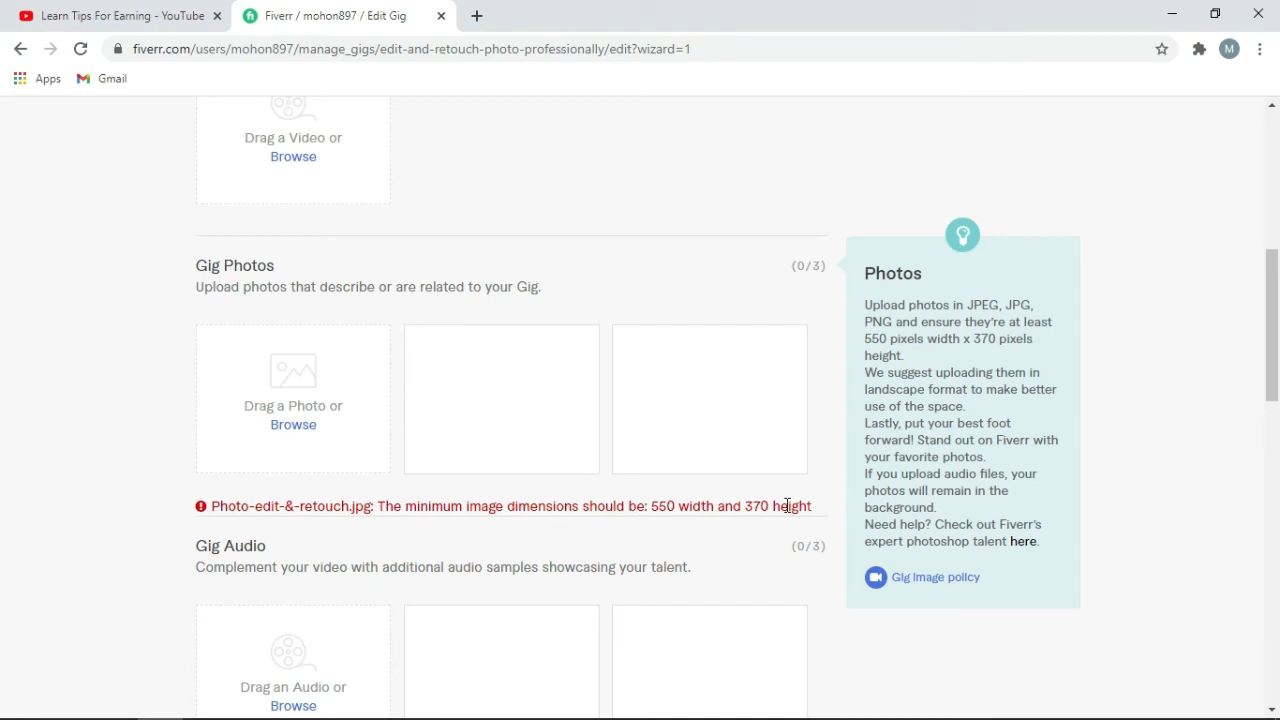 Learn Tips For Earning - YouTube
Fiverr / mohon897 / Edit Gig
fiverr.com/users/mohon897/manage_gigs/edit-and-retouch-photo-professionally/edit?wizard=1
M
Apps
Gmail
Drag a Video or
Browse
Gig Photos
(0/3)
Upload photos that describe or are related to your Gig.
Drag a Photo or
Browse
Photo-edit-&-retouch.jpg: The minimum image dimensions should be: 550 width and 370 height
Gig Audio
(0/3)
Complement your video with additional audio samples showcasing your talent.
Drag an Audio or
Browse
Photos
Upload photos in JPEG, JPG,
PNG and ensure they're at least
550 pixels width x 370 pixels
height.
We suggest uploading them in
landscape format to make better
use of the space.
Lastly, put your best foot
forward! Stand out on Fiverr with
your favorite photos.
If you upload audio files, your
photos will remain in the
background.
Need help? Check out Fiverr's
expert photoshop talent here.
Gig image policy